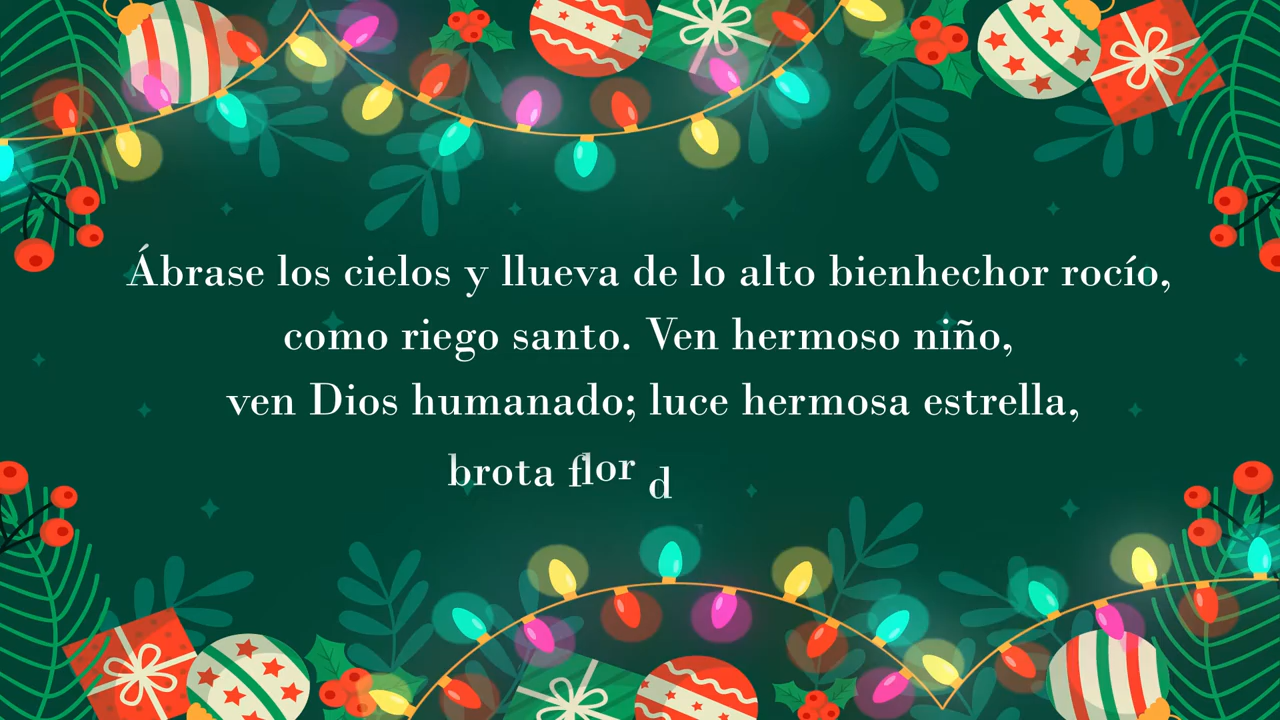 Ábrase los cielos y llueva de lo alto bienhechor rocío,
como riego santo. Ven hermoso niño,
ven Dios humanado; luce hermosa estrella,
brota flor d